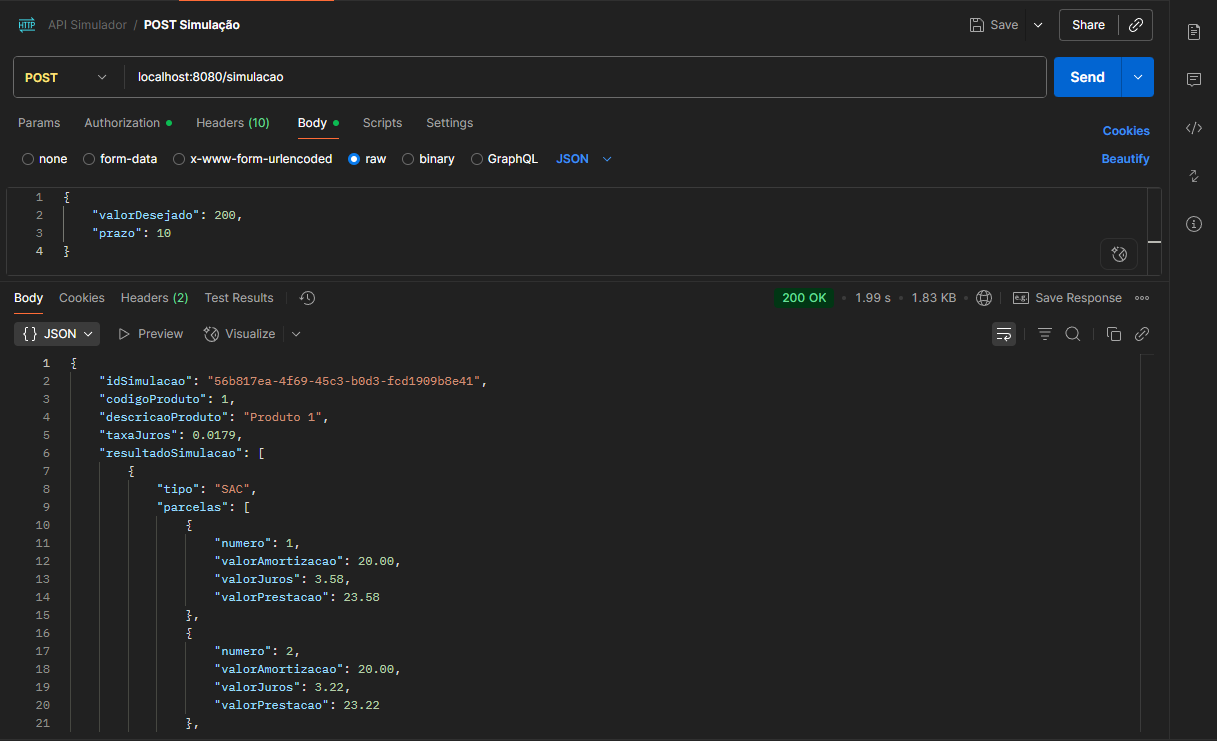 HTTP API Simulador / POST Simulação Save Share
POST localhost:8080/simulacao Send
Params Authorization Headers (10) Body Scripts Settings Cookies
none form-data x-www-form-urlencoded raw binary GraphQL JSON Beautify
1 {
2 "valorDesejado": 200,
3 "prazo": 10
4 }
Body Cookies Headers (2) Test Results 200 OK • 1.99 s • 1.83 KB • e.g. Save Response
{} JSON Preview Visualize
1 {
2 "idSimulacao": "56b817ea-4f69-45c3-b0d3-fcd1909b8e41",
3 "codigoProduto": 1,
4 "descricaoProduto": "Produto 1",
5 "taxaJuros": 0.0179,
6 "resultadoSimulacao": [
7 {
8 "tipo": "SAC",
9 "parcelas": [
10 {
11 "numero": 1,
12 "valorAmortizacao": 20.00,
13 "valorJuros": 3.58,
14 "valorPrestacao": 23.58
15 },
16 {
17 "numero": 2,
18 "valorAmortizacao": 20.00,
19 "valorJuros": 3.22,
20 "valorPrestacao": 23.22
21 },